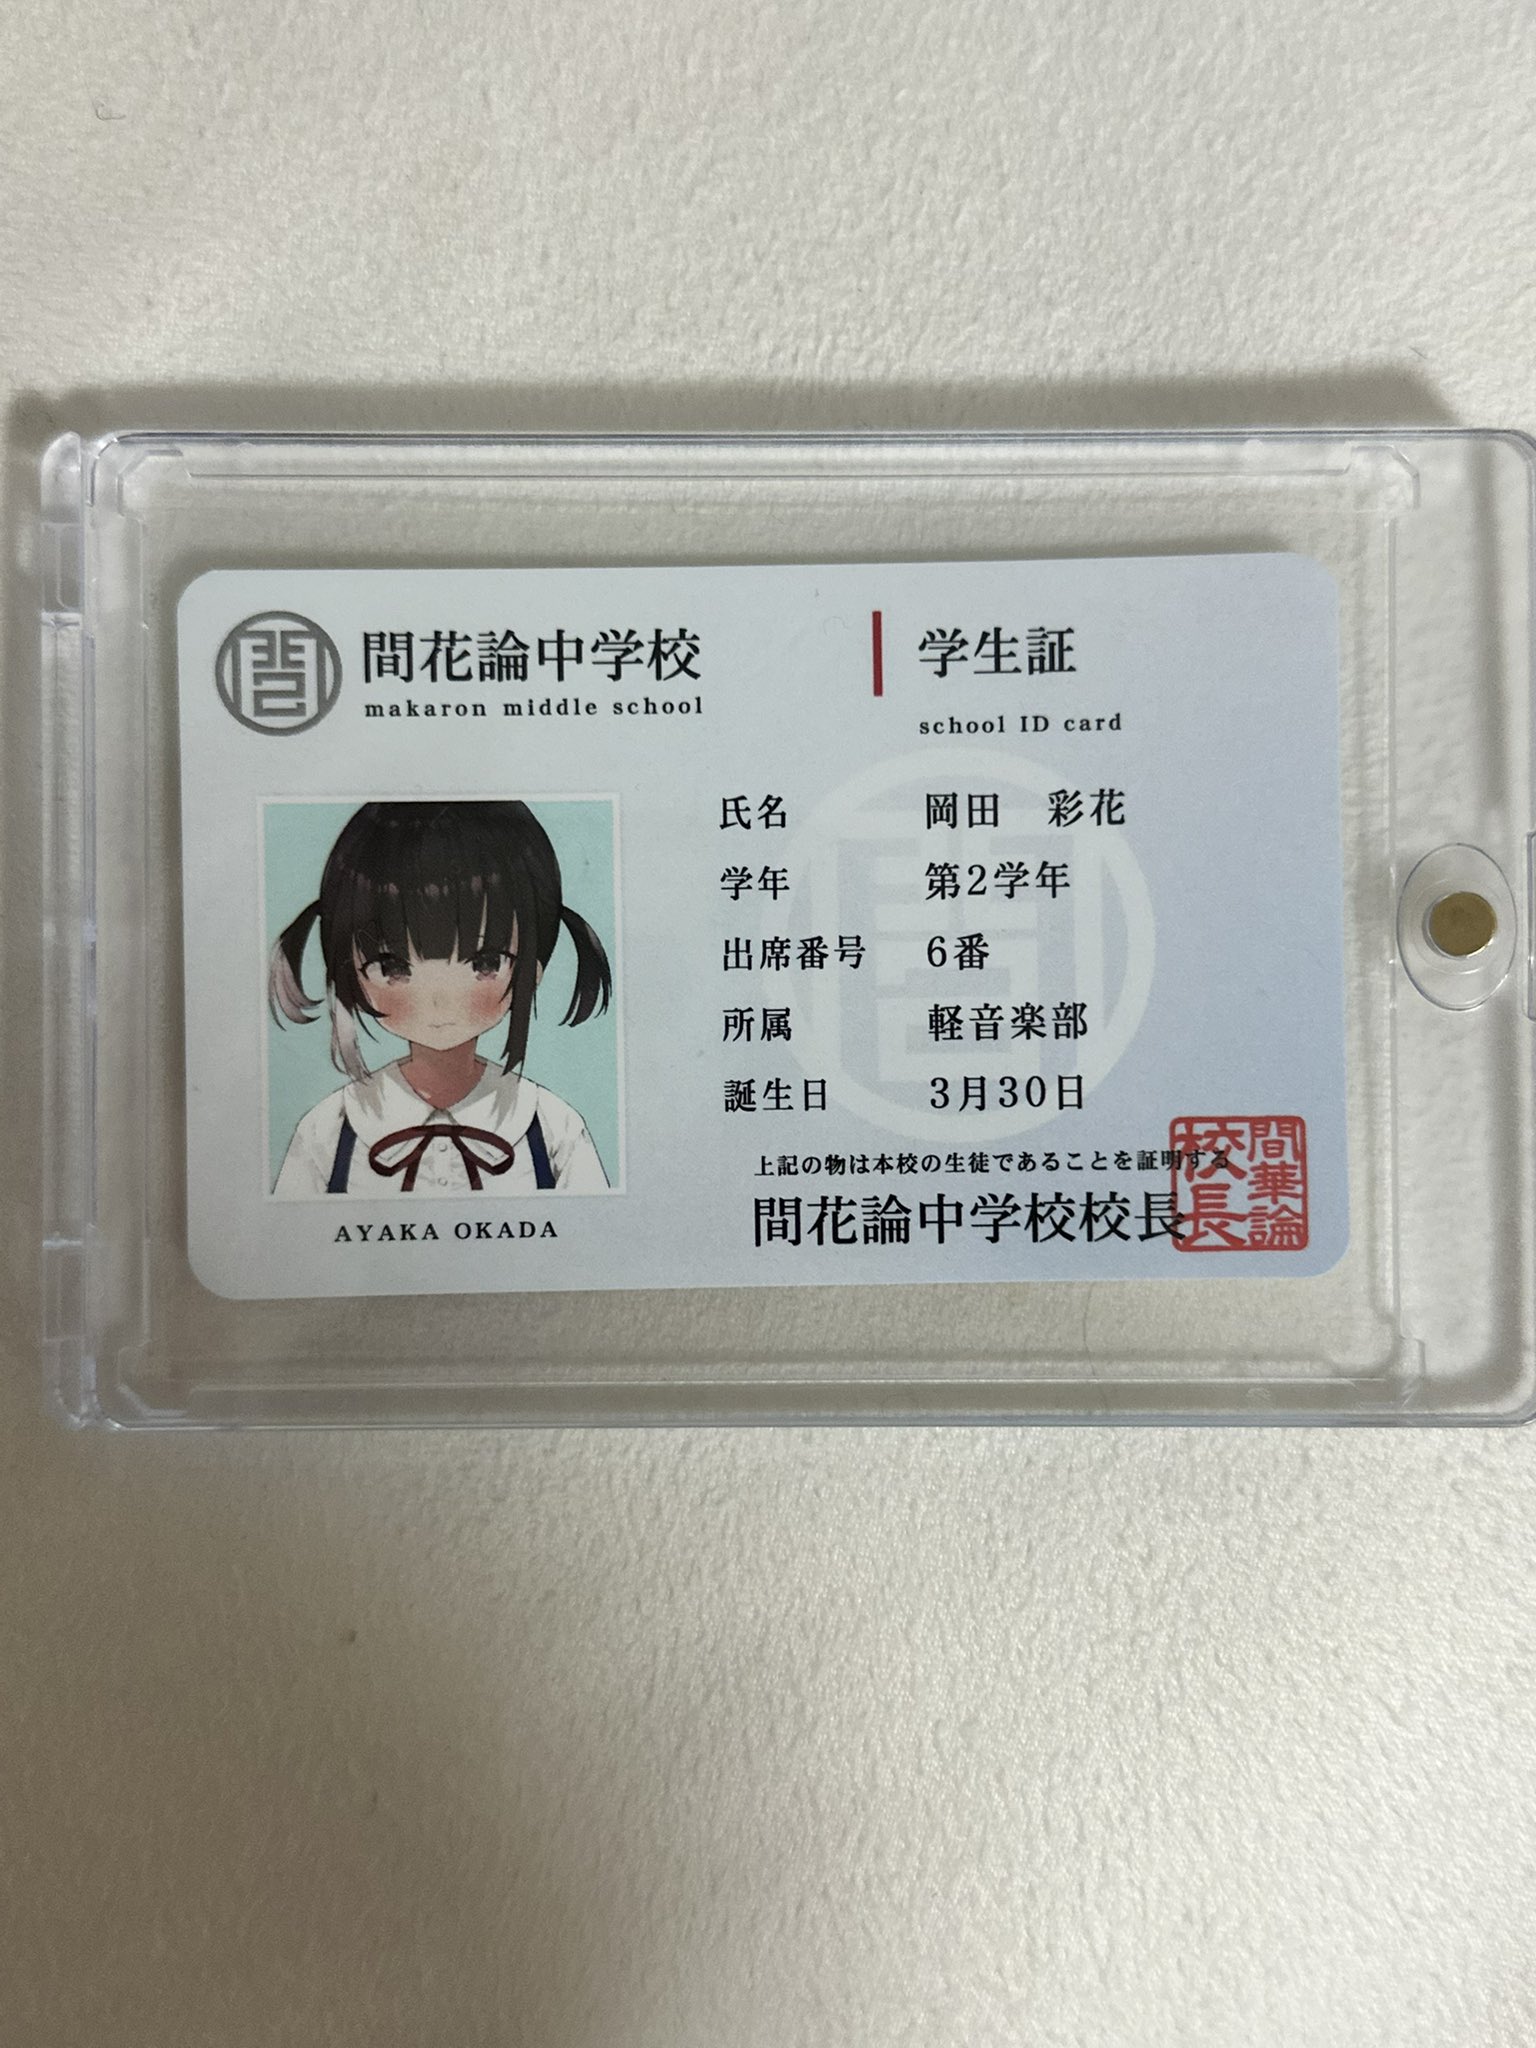 間花論中学校
makaron middle school
学生証
school ID card
氏名 岡田 彩花
学年 第2学年
出席番号 6番
所属 軽音楽部
誕生日 3月30日
上記の物は本校の生徒であることを証明する
間花論中学校校長
間華論
校長
AYAKA OKADA